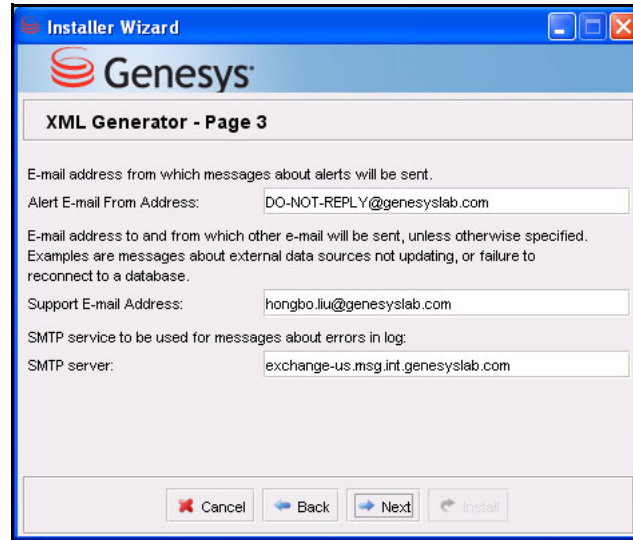 Installer Wizard
Genesys
XML Generator - Page 3
E-mail address from which messages about alerts will be sent.
Alert E-mail From Address: DO-NOT-REPLY@genesyslab.com
E-mail address to and from which other e-mail will be sent, unless otherwise specified.
Examples are messages about external data sources not updating, or failure to
reconnect to a database.
Support E-mail Address: hongbo.liu@genesyslab.com
SMTP service to be used for messages about errors in log:
SMTP server: exchange-us.msg.int.genesyslab.com
Cancel Back Next Install